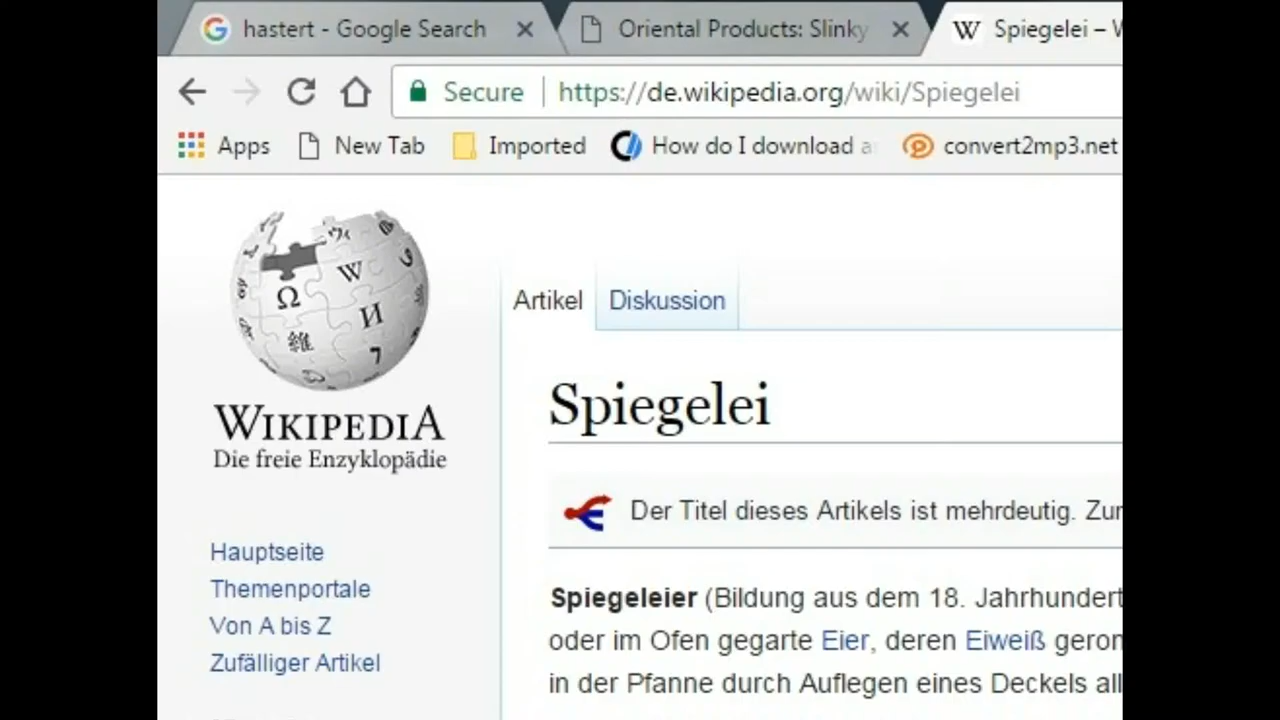 hastert - Google Search
Oriental Products: Slinky
Spiegelei –
Secure https://de.wikipedia.org/wiki/Spiegelei
Apps New Tab Imported How do I download convert2mp3.net
WIKIPEDIA
Die freie Enzyklopädie
Artikel Diskussion
Spiegelei
Der Titel dieses Artikels ist mehrdeutig. Zur
Hauptseite
Themenportale
Von A bis Z
Zufälliger Artikel
Spiegeleier (Bildung aus dem 18. Jahrhundert
oder im Ofen gegarte Eier, deren Eiweiß geron
in der Pfanne durch Auflegen eines Deckels all